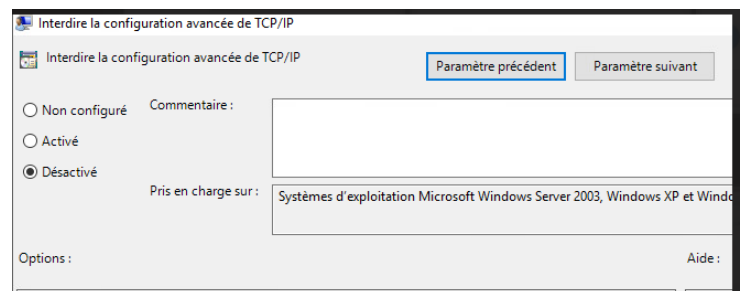 Interdire la configuration avancée de TCP/IP
Interdire la configuration avancée de TCP/IP
Paramètre précédent
Paramètre suivant
Non configuré
Commentaire :
Activé
Désactivé
Pris en charge sur :
Systèmes d'exploitation Microsoft Windows Server 2003, Windows XP et Windo
Options :
Aide :